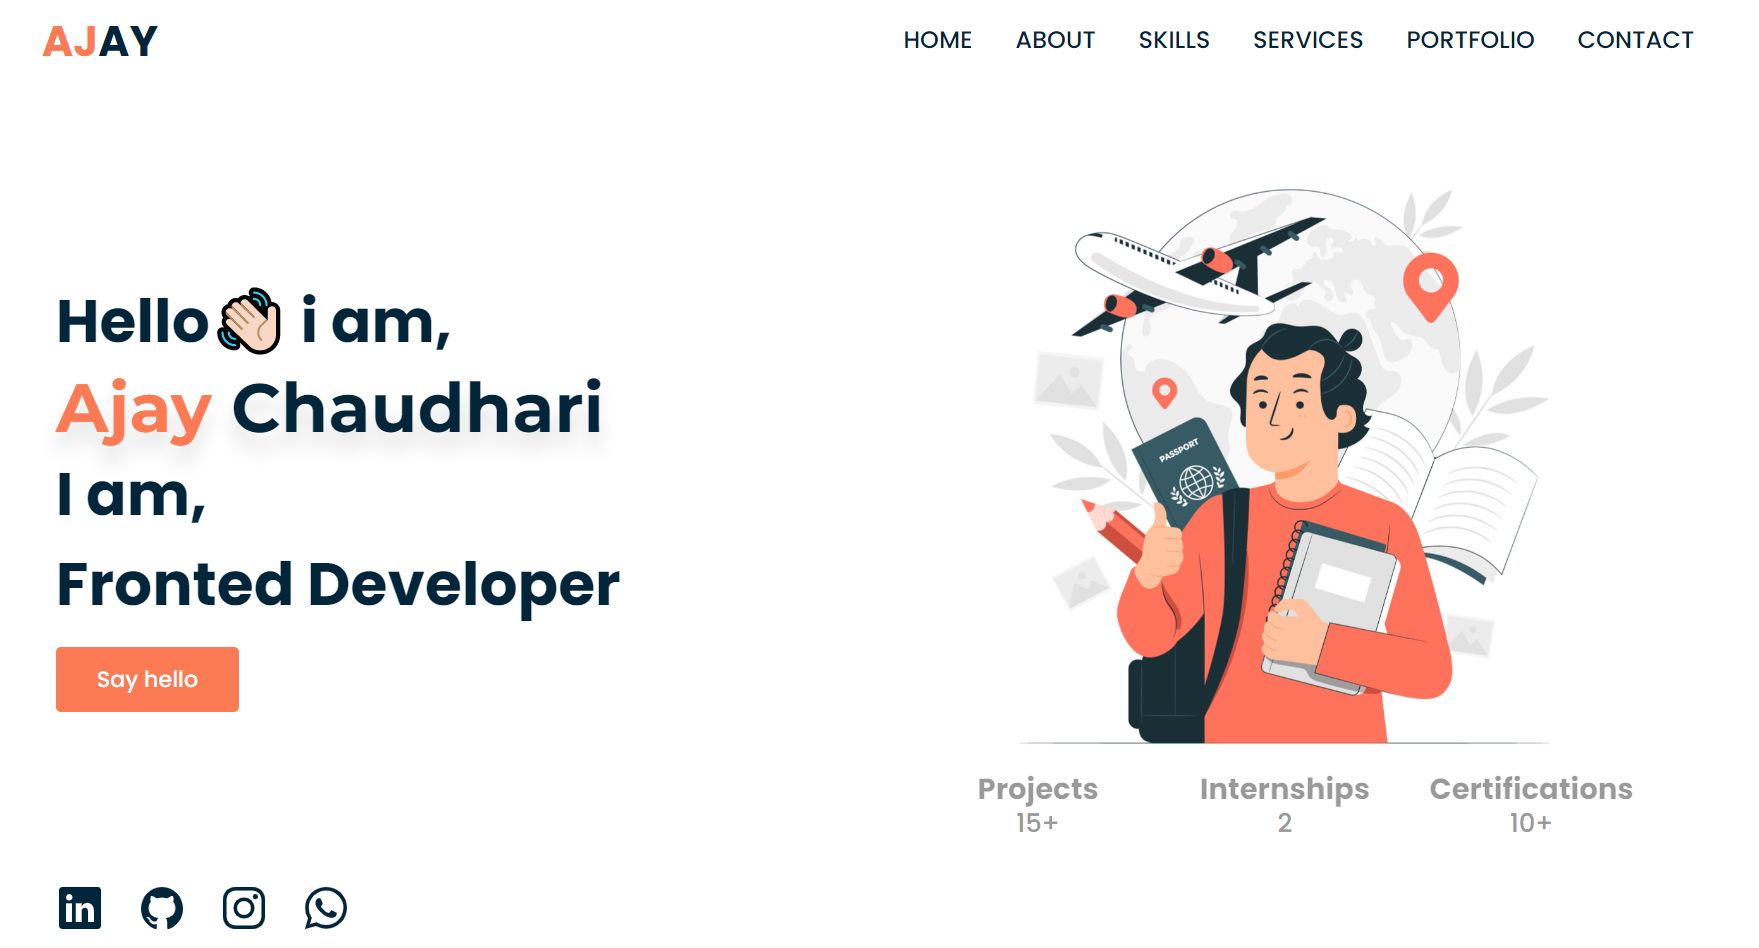 AJAY
HOME ABOUT SKILLS SERVICES PORTFOLIO CONTACT
Hello👋 i am,
Ajay Chaudhari
I am,
Fronted Developer
Say hello
PASSPORT
Projects Internships Certifications
15+ 2 10+
in